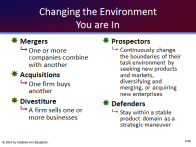 Changing the Environment
You are In
Mergers
One or more
companies combine
with another
Acquisitions
One firm buys
another
Divestiture
A firm sells one or
more businesses
Prospectors
Continuously change
the boundaries of their
task environment by
seeking new products
and markets,
diversifying and
merging, or acquiring
new enterprises
Defenders
Stay within a stable
product domain as a
strategic maneuver
© 2014 by McGraw-Hill Education